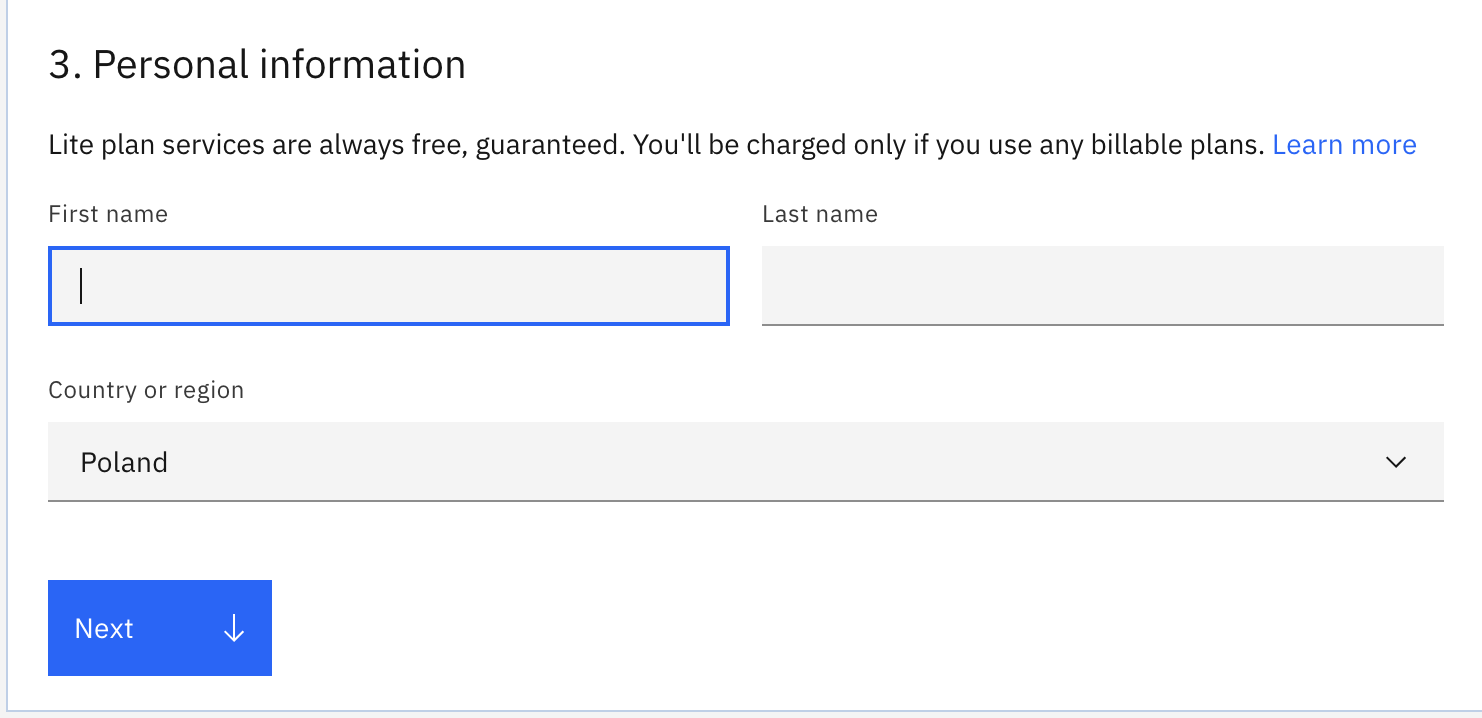 3. Personal information
Lite plan services are always free, guaranteed. You'll be charged only if you use any billable plans. Learn more
First name
Last name
Country or region
Poland
Next